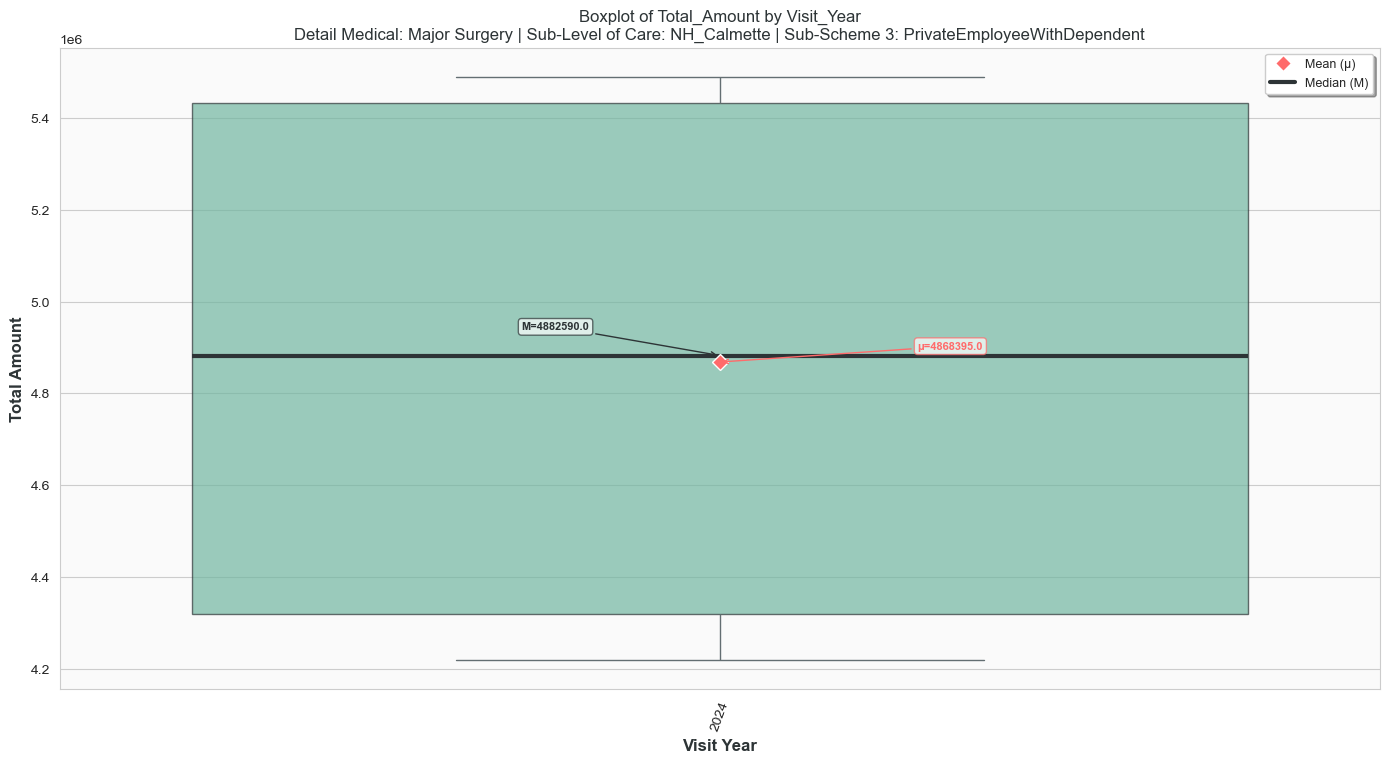 Boxplot of Total_Amount by Visit_Year
Detail Medical: Major Surgery | Sub-Level of Care: NH_Calmette | Sub-Scheme 3: PrivateEmployeeWithDependent
1e6
Mean (μ)
Median (M)
5.4
5.2
5.0
4.8
4.6
4.4
4.2
Total Amount
M=4882590.0
μ=4868395.0
2024
Visit Year